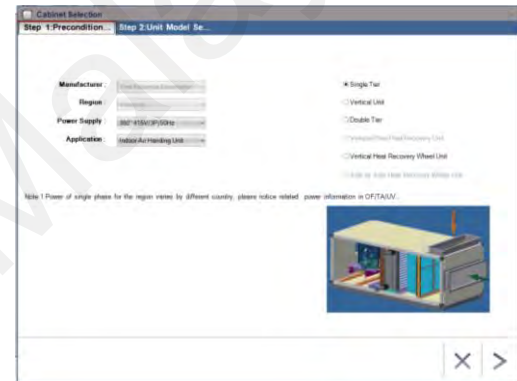 Cabinet Selection
Step 1:Precondition... Step 2:Unit Model Se...
Manufacturer :
Single Tier
Region :
Vertical Unit
Power Supply : 380~415V/3P/50Hz
Double Tier
Application : Indoor Air Handling Unit
Vertical Heat Recovery Wheel Unit
Note 1:Power of single phase for the region varies by different country, please notice related power information in OF/TA/UV...